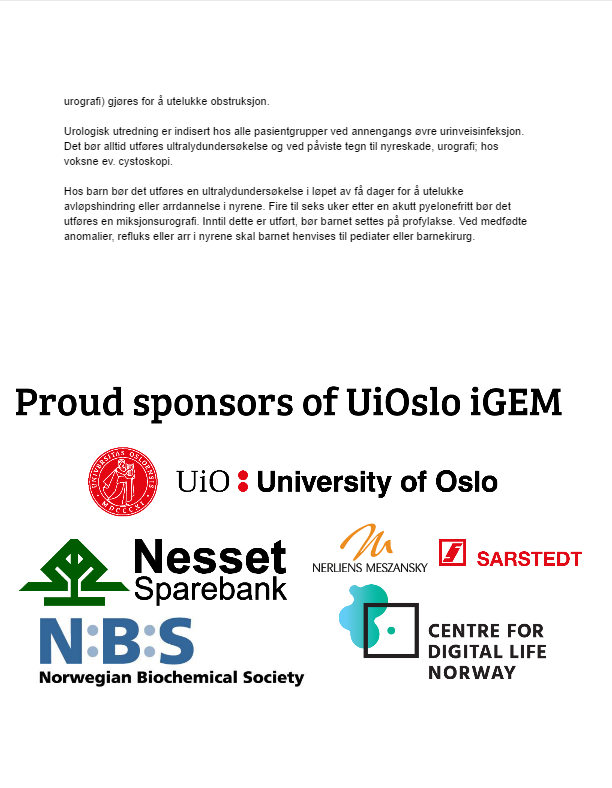 urografi) gjøres for å utelukke obstruksjon.
Urologisk utredning er indisert hos alle pasientgrupper ved annengangs øvre urinveisinfeksjon.
Det bør alltid utføres ultralydundersøkelse og ved påviste tegn til nyreskade, urografi; hos
voksne ev. cystoskopi.
Hos barn bør det utføres en ultralydundersøkelse i løpet av få dager for å utelukke
avløpshindring eller arrdannelse i nyrene. Fire til seks uker etter en akutt pyelonefritt bør det
utføres en miksjonsurografi. Inntil dette er utført, bør barnet settes på profylakse. Ved medfødte
anomalier, refluks eller arr i nyrene skal barnet henvises til pediater eller barnekirurg.
Proud sponsors of UiOslo iGEM
UNIVERSITAS OSLOENSIS
MDCCCXI
UiO : University of Oslo
Nesset
Sparebank
NERLIENS MESZANSKY
SARSTEDT
N:B:S
Norwegian Biochemical Society
CENTRE FOR
DIGITAL LIFE
NORWAY